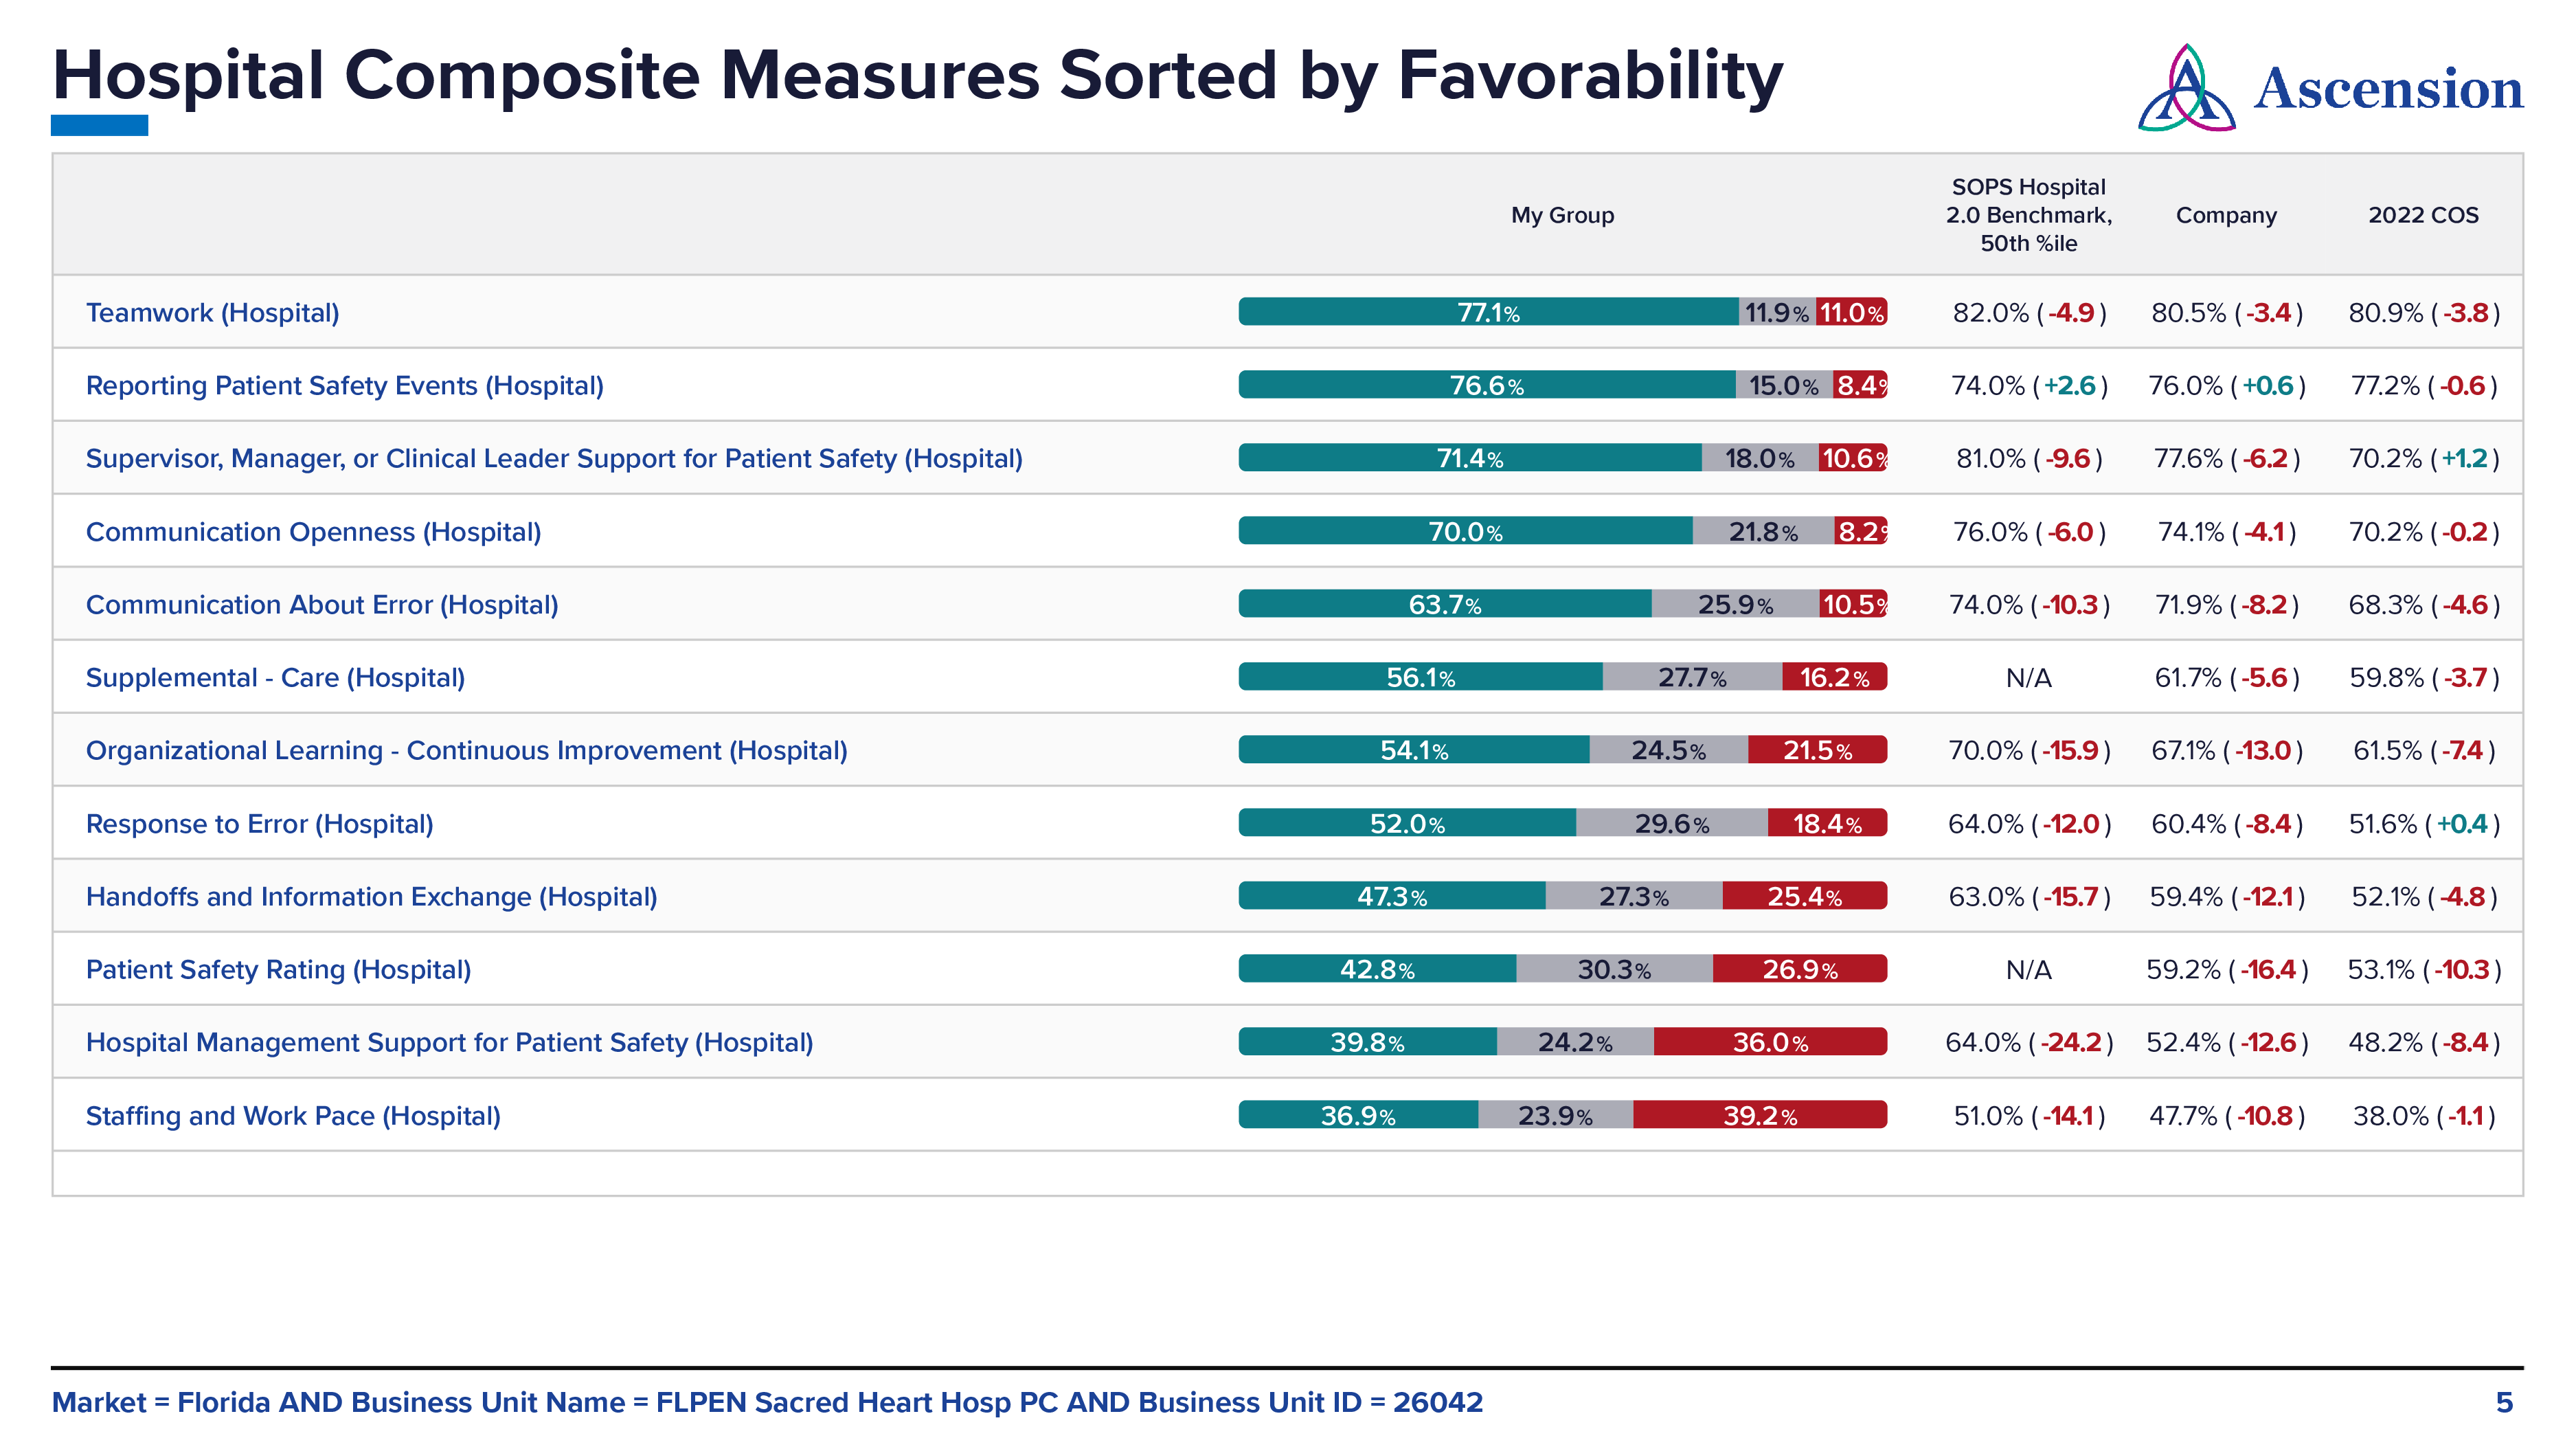 Hospital Composite Measures Sorted by Favorability
Ascension
My Group
SOPS Hospital
2.0 Benchmark,
50th %ile
Company
2022 COS
Teamwork (Hospital) 77.1% 11.9% 11.0% 82.0% (-4.9) 80.5% (-3.4) 80.9% (-3.8)
Reporting Patient Safety Events (Hospital) 76.6% 15.0% 8.4% 74.0% (+2.6) 76.0% (+0.6) 77.2% (-0.6)
Supervisor, Manager, or Clinical Leader Support for Patient Safety (Hospital) 71.4% 18.0% 10.6% 81.0% (-9.6) 77.6% (-6.2) 70.2% (+1.2)
Communication Openness (Hospital) 70.0% 21.8% 8.2% 76.0% (-6.0) 74.1% (-4.1) 70.2% (-0.2)
Communication About Error (Hospital) 63.7% 25.9% 10.5% 74.0% (-10.3) 71.9% (-8.2) 68.3% (-4.6)
Supplemental - Care (Hospital) 56.1% 27.7% 16.2% N/A 61.7% (-5.6) 59.8% (-3.7)
Organizational Learning - Continuous Improvement (Hospital) 54.1% 24.5% 21.5% 70.0% (-15.9) 67.1% (-13.0) 61.5% (-7.4)
Response to Error (Hospital) 52.0% 29.6% 18.4% 64.0% (-12.0) 60.4% (-8.4) 51.6% (+0.4)
Handoffs and Information Exchange (Hospital) 47.3% 27.3% 25.4% 63.0% (-15.7) 59.4% (-12.1) 52.1% (-4.8)
Patient Safety Rating (Hospital) 42.8% 30.3% 26.9% N/A 59.2% (-16.4) 53.1% (-10.3)
Hospital Management Support for Patient Safety (Hospital) 39.8% 24.2% 36.0% 64.0% (-24.2) 52.4% (-12.6) 48.2% (-8.4)
Staffing and Work Pace (Hospital) 36.9% 23.9% 39.2% 51.0% (-14.1) 47.7% (-10.8) 38.0% (-1.1)
Market = Florida AND Business Unit Name = FLPEN Sacred Heart Hosp PC AND Business Unit ID = 26042
5